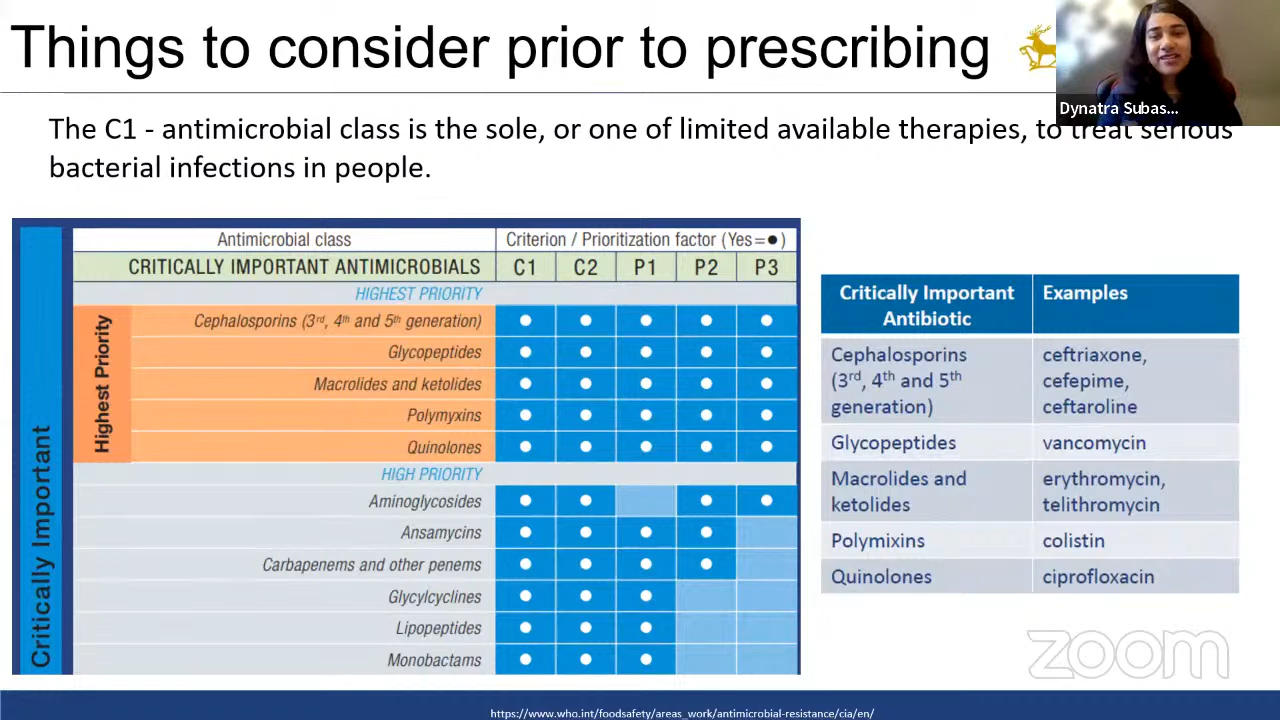 Things to consider prior to prescribing
Dynatra Subas...
The C1 - antimicrobial class is the sole, or one of limited available therapies, to treat serious
bacterial infections in people.
Antimicrobial class
Criterion / Prioritization factor (Yes=●)
CRITICALLY IMPORTANT ANTIMICROBIALS C1 C2 P1 P2 P3
HIGHEST PRIORITY
Critically Important
Highest Priority
Cephalosporins (3rd, 4th and 5th generation) ● ● ● ● ●
Glycopeptides ● ● ● ● ●
Macrolides and ketolides ● ● ● ● ●
Polymyxins ● ● ● ● ●
Quinolones ● ● ● ● ●
HIGH PRIORITY
Aminoglycosides ● ● ● ●
Ansamycins ● ● ● ●
Carbapenems and other penems ● ● ● ●
Glycylcyclines ● ● ●
Lipopeptides ● ● ●
Monobactams ● ● ●
Critically Important
Antibiotic
Examples
Cephalosporins
(3rd, 4th and 5th
generation)
ceftriaxone,
cefepime,
ceftaroline
Glycopeptides
vancomycin
Macrolides and
ketolides
erythromycin,
telithromycin
Polymixins
colistin
Quinolones
ciprofloxacin
zoom
https://www.who.int/foodsafety/areas_work/antimicrobial-resistance/cia/en/